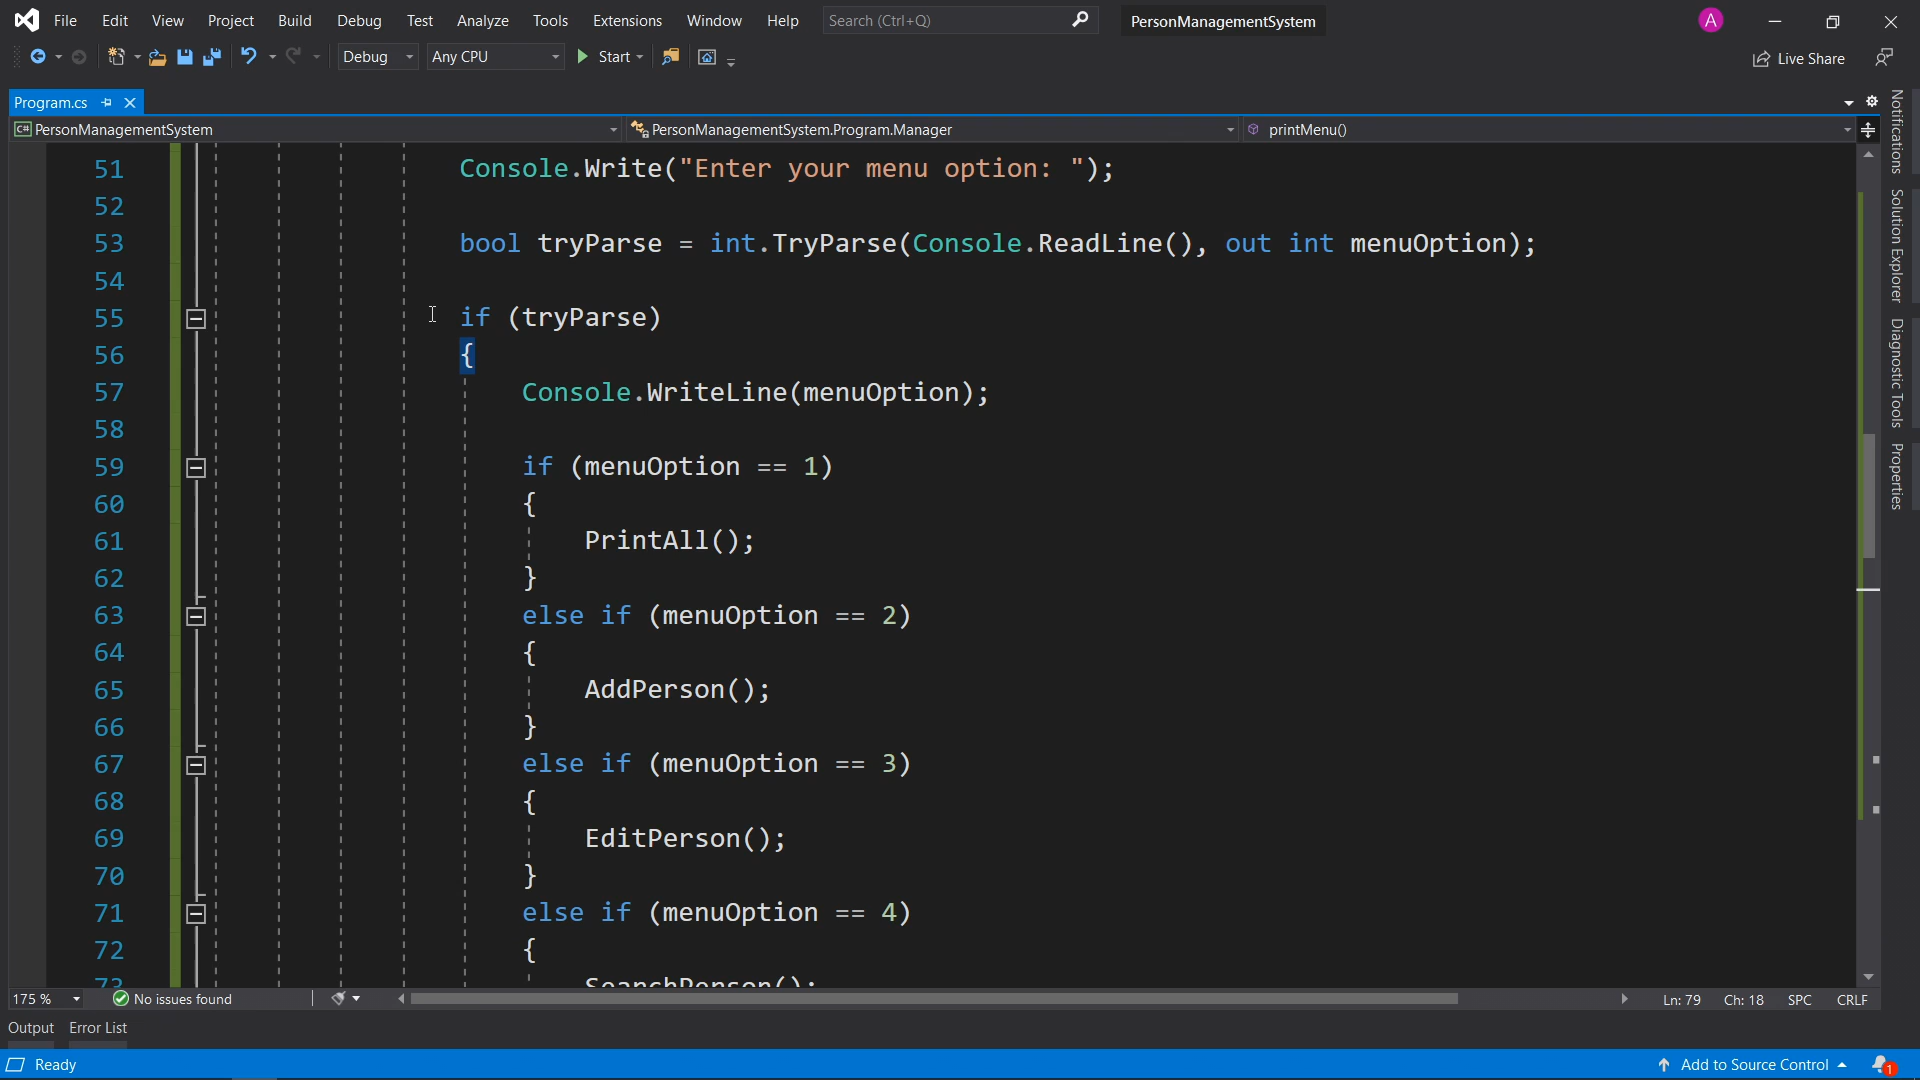 File Edit View Project Build Debug Test Analyze Tools Extensions Window Help Search (Ctrl+Q) PersonManagementSystem A
Debug Any CPU Start Live Share
Program.cs
C# PersonManagementSystem PersonManagementSystem.Program.Manager printMenu()
51 Console.Write("Enter your menu option: ");
52
53 bool tryParse = int.TryParse(Console.ReadLine(), out int menuOption);
54
55 if (tryParse)
56 {
57 Console.WriteLine(menuOption);
58
59 if (menuOption == 1)
60 {
61 PrintAll();
62 }
63 else if (menuOption == 2)
64 {
65 AddPerson();
66 }
67 else if (menuOption == 3)
68 {
69 EditPerson();
70 }
71 else if (menuOption == 4)
72 {
73 SearchPerson();
Notifications
Solution Explorer
Diagnostic Tools
Properties
175 % No issues found Ln: 79 Ch: 18 SPC CRLF
Output Error List
Ready Add to Source Control 1